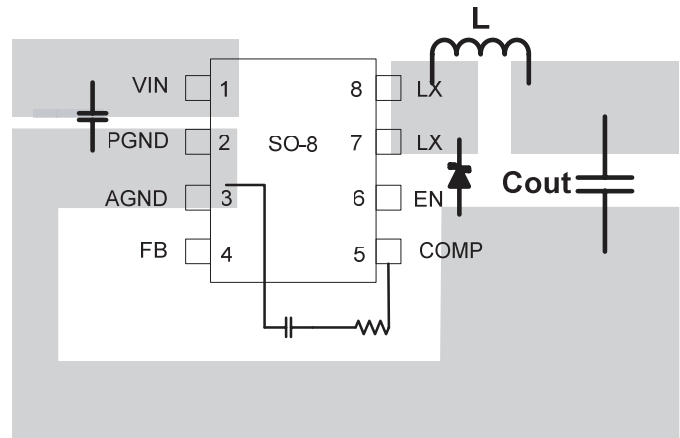 L
VIN 1 8 LX
PGND 2 SO-8 7 LX
AGND 3 6 EN Cout
FB 4 5 COMP